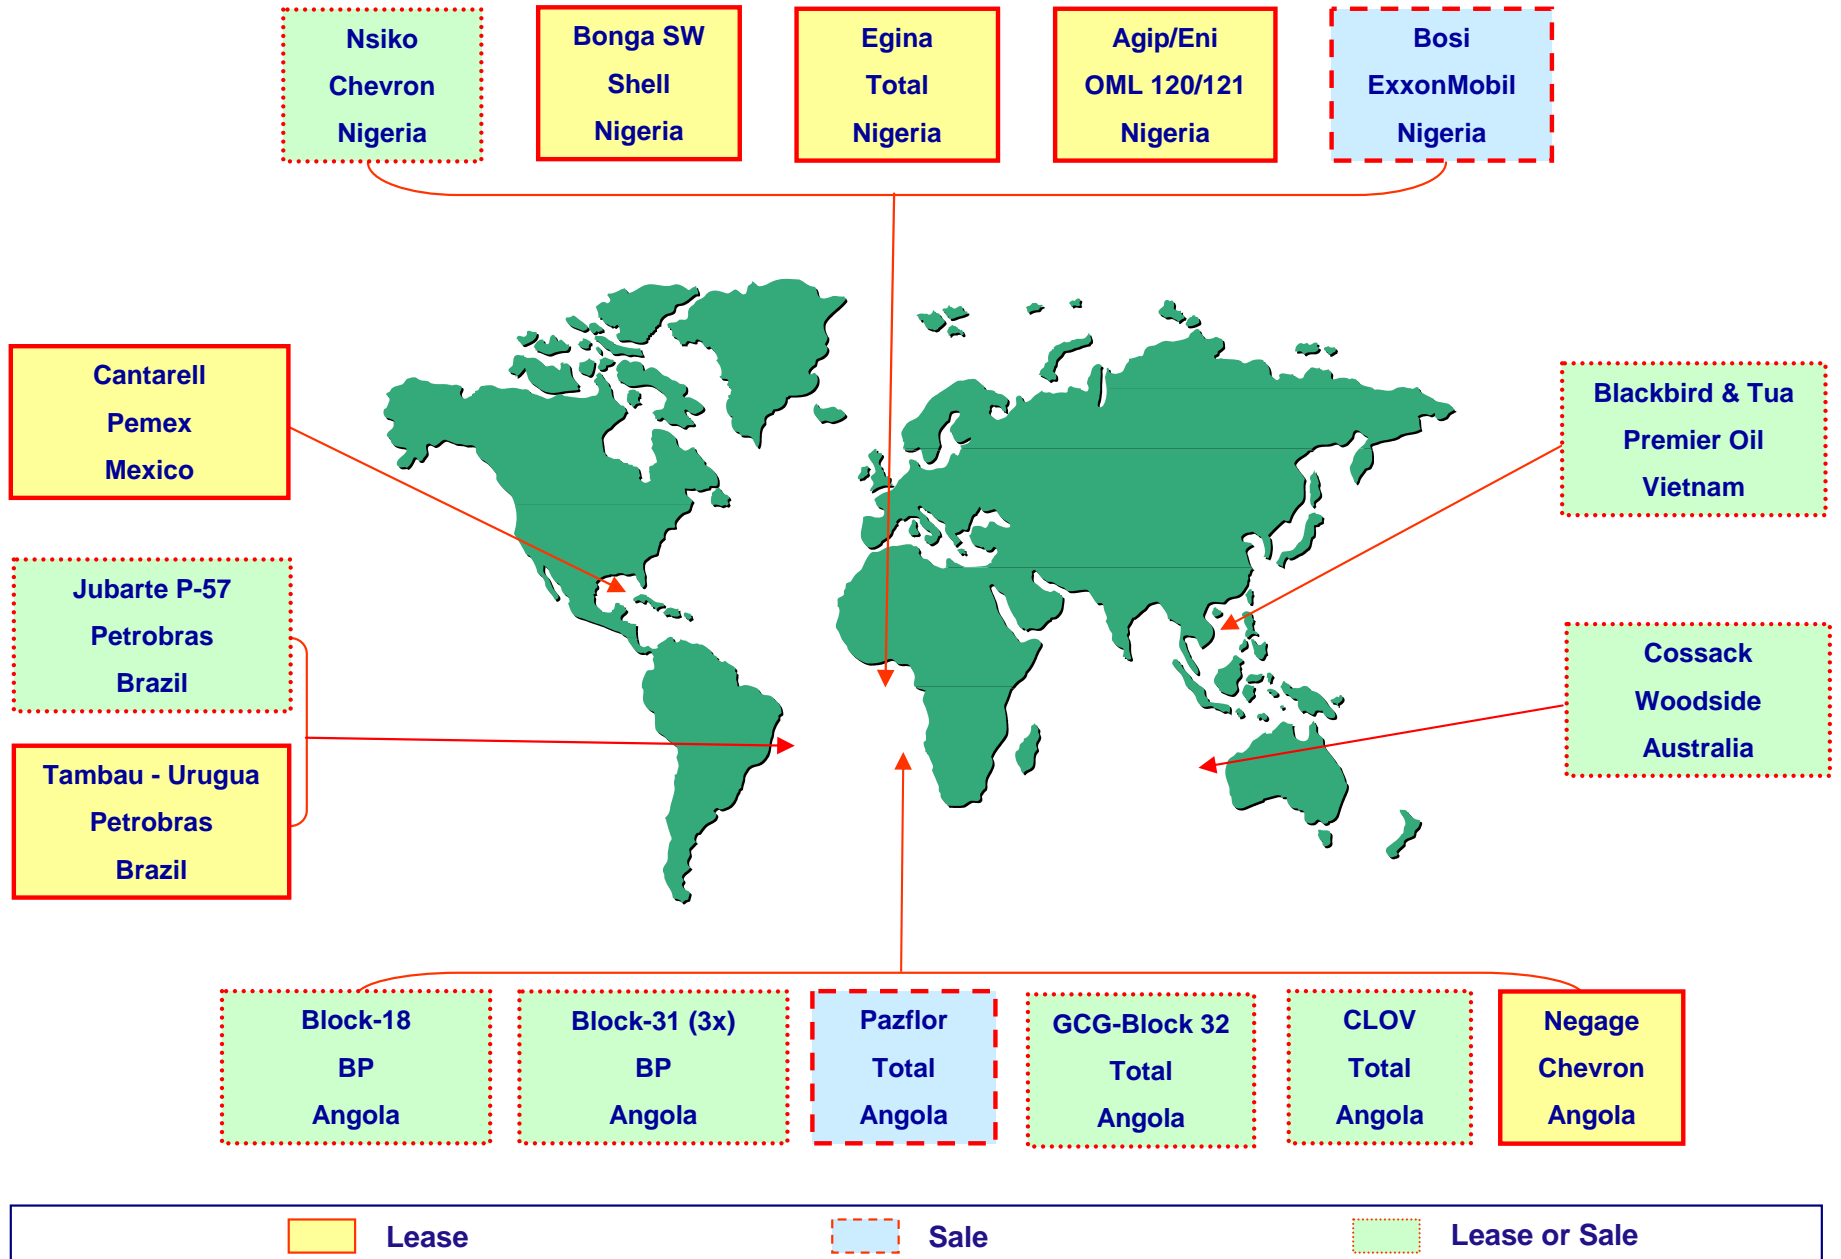 Nsiko
Chevron
Nigeria
Bonga SW
Shell
Nigeria
Egina
Total
Nigeria
Agip/Eni
OML 120/121
Nigeria
Bosi
ExxonMobil
Nigeria
Cantarell
Pemex
Mexico
Blackbird & Tua
Premier Oil
Vietnam
Jubarte P-57
Petrobras
Brazil
Cossack
Woodside
Australia
Tambau - Urugua
Petrobras
Brazil
Block-18
BP
Angola
Block-31 (3x)
BP
Angola
Pazflor
Total
Angola
GCG-Block 32
Total
Angola
CLOV
Total
Angola
Negage
Chevron
Angola
Lease
Sale
Lease or Sale